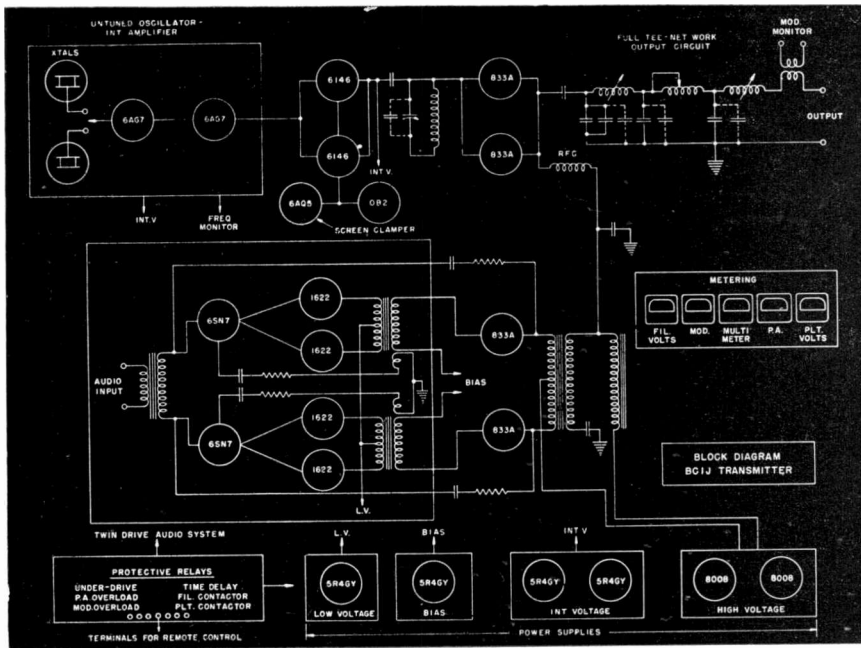 UNTUNED OSCILLATOR-
INT AMPLIFIER
XTALS
6AG7
6AG7
INT.V
FREQ
MONITOR
6146
6146
INT V.
6AQ5
OB2
SCREEN CLAMPER
833A
833A
RFC
FULL TEE-NET WORK
OUTPUT CIRCUIT
MOD.
MONITOR
OUTPUT
AUDIO
INPUT
6SN7
6SN7
1622
1622
1622
1622
L.V.
BIAS
833A
833A
METERING
FIL.
VOLTS
MOD.
MULTI
METER
P.A.
PLT.
VOLTS
BLOCK DIAGRAM
BC1J TRANSMITTER
TWIN DRIVE AUDIO SYSTEM
PROTECTIVE RELAYS
UNDER-DRIVE
TIME DELAY
P.A.OVERLOAD
FIL. CONTACTOR
MOD.OVERLOAD
PLT. CONTACTOR
TERMINALS FOR REMOTE CONTROL
L.V.
5R4GY
LOW VOLTAGE
BIAS
5R4GY
BIAS
INT V
5R4GY
5R4GY
INT VOLTAGE
8008
8008
HIGH VOLTAGE
POWER SUPPLIES